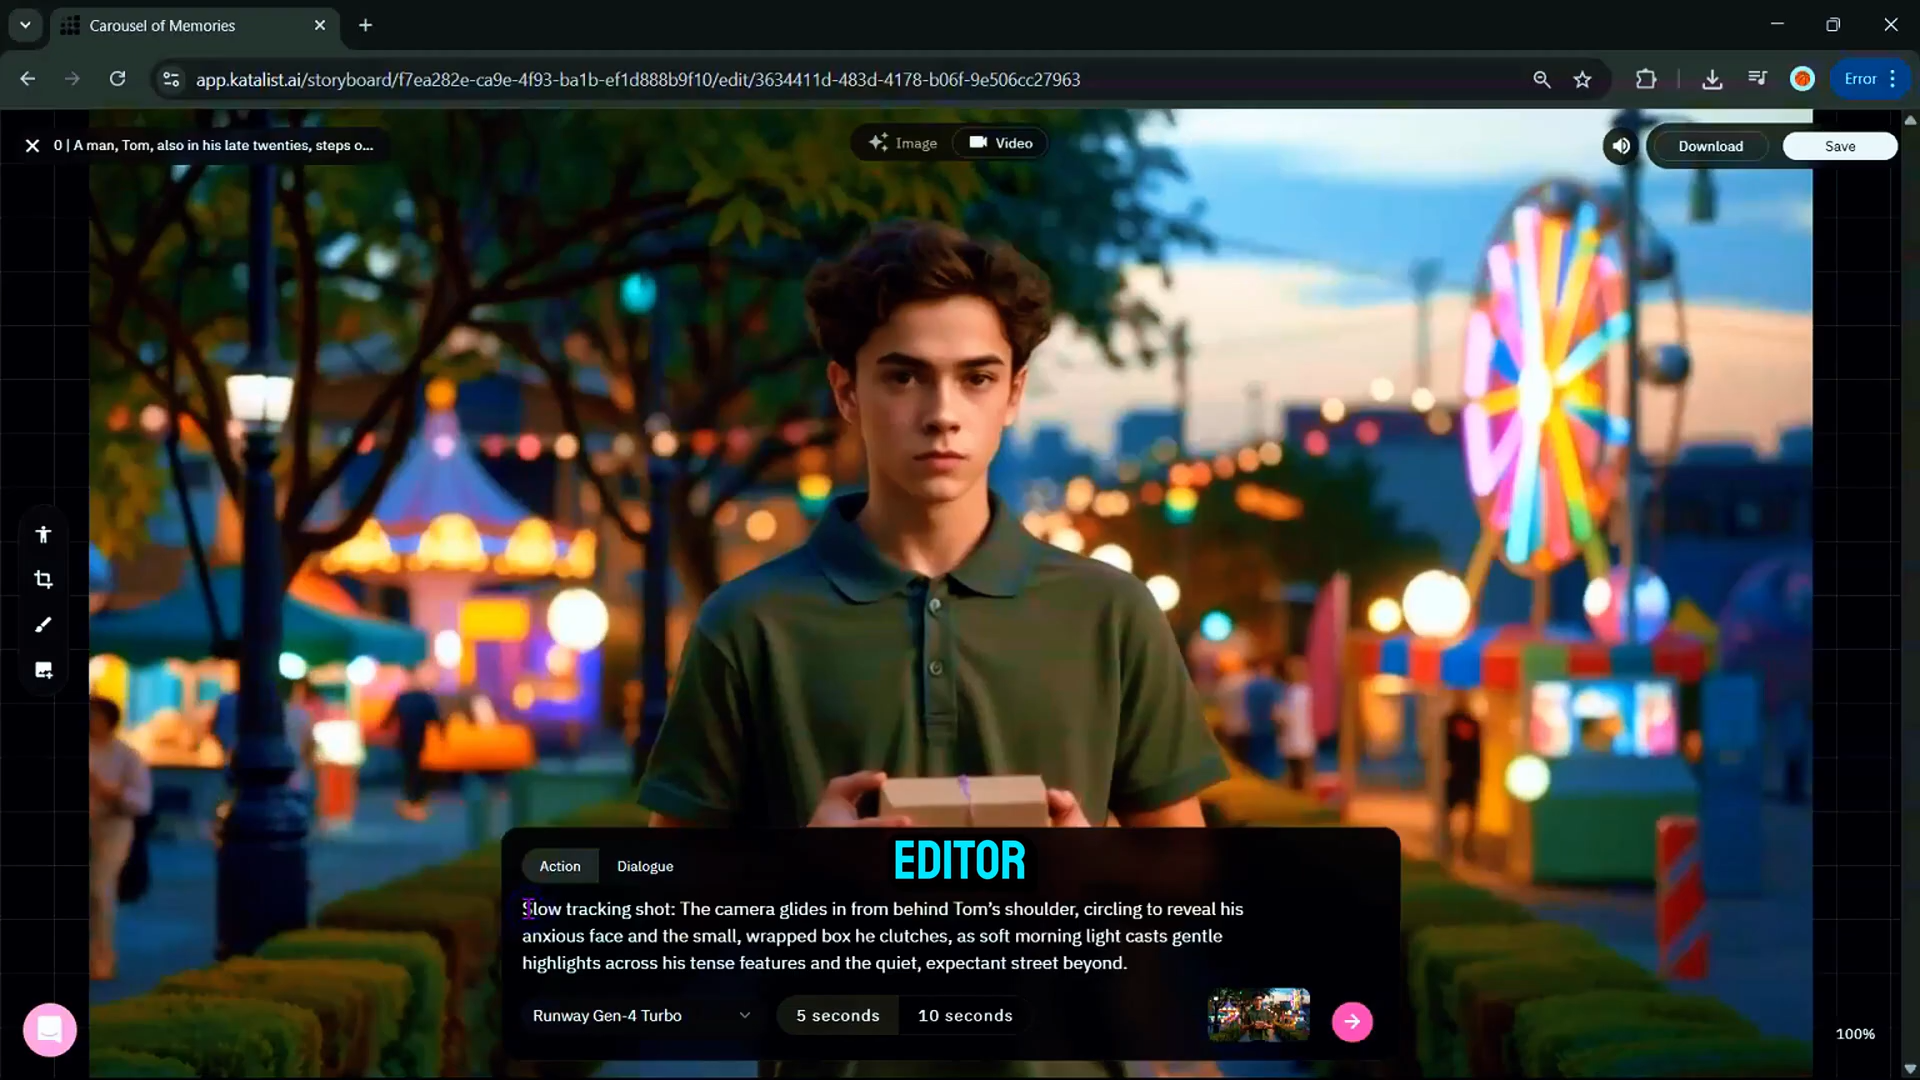 Carousel of Memories
app.katalist.ai/storyboard/f7ea282e-ca9e-4f93-ba1b-ef1d888b9f10/edit/3634411d-483d-4178-b06f-9e506cc27963
Error
0 | A man, Tom, also in his late twenties, steps o...
Image
Video
Download
Save
EDITOR
Action
Dialogue
Slow tracking shot: The camera glides in from behind Tom's shoulder, circling to reveal his
anxious face and the small, wrapped box he clutches, as soft morning light casts gentle
highlights across his tense features and the quiet, expectant street beyond.
Runway Gen-4 Turbo
5 seconds
10 seconds
100%